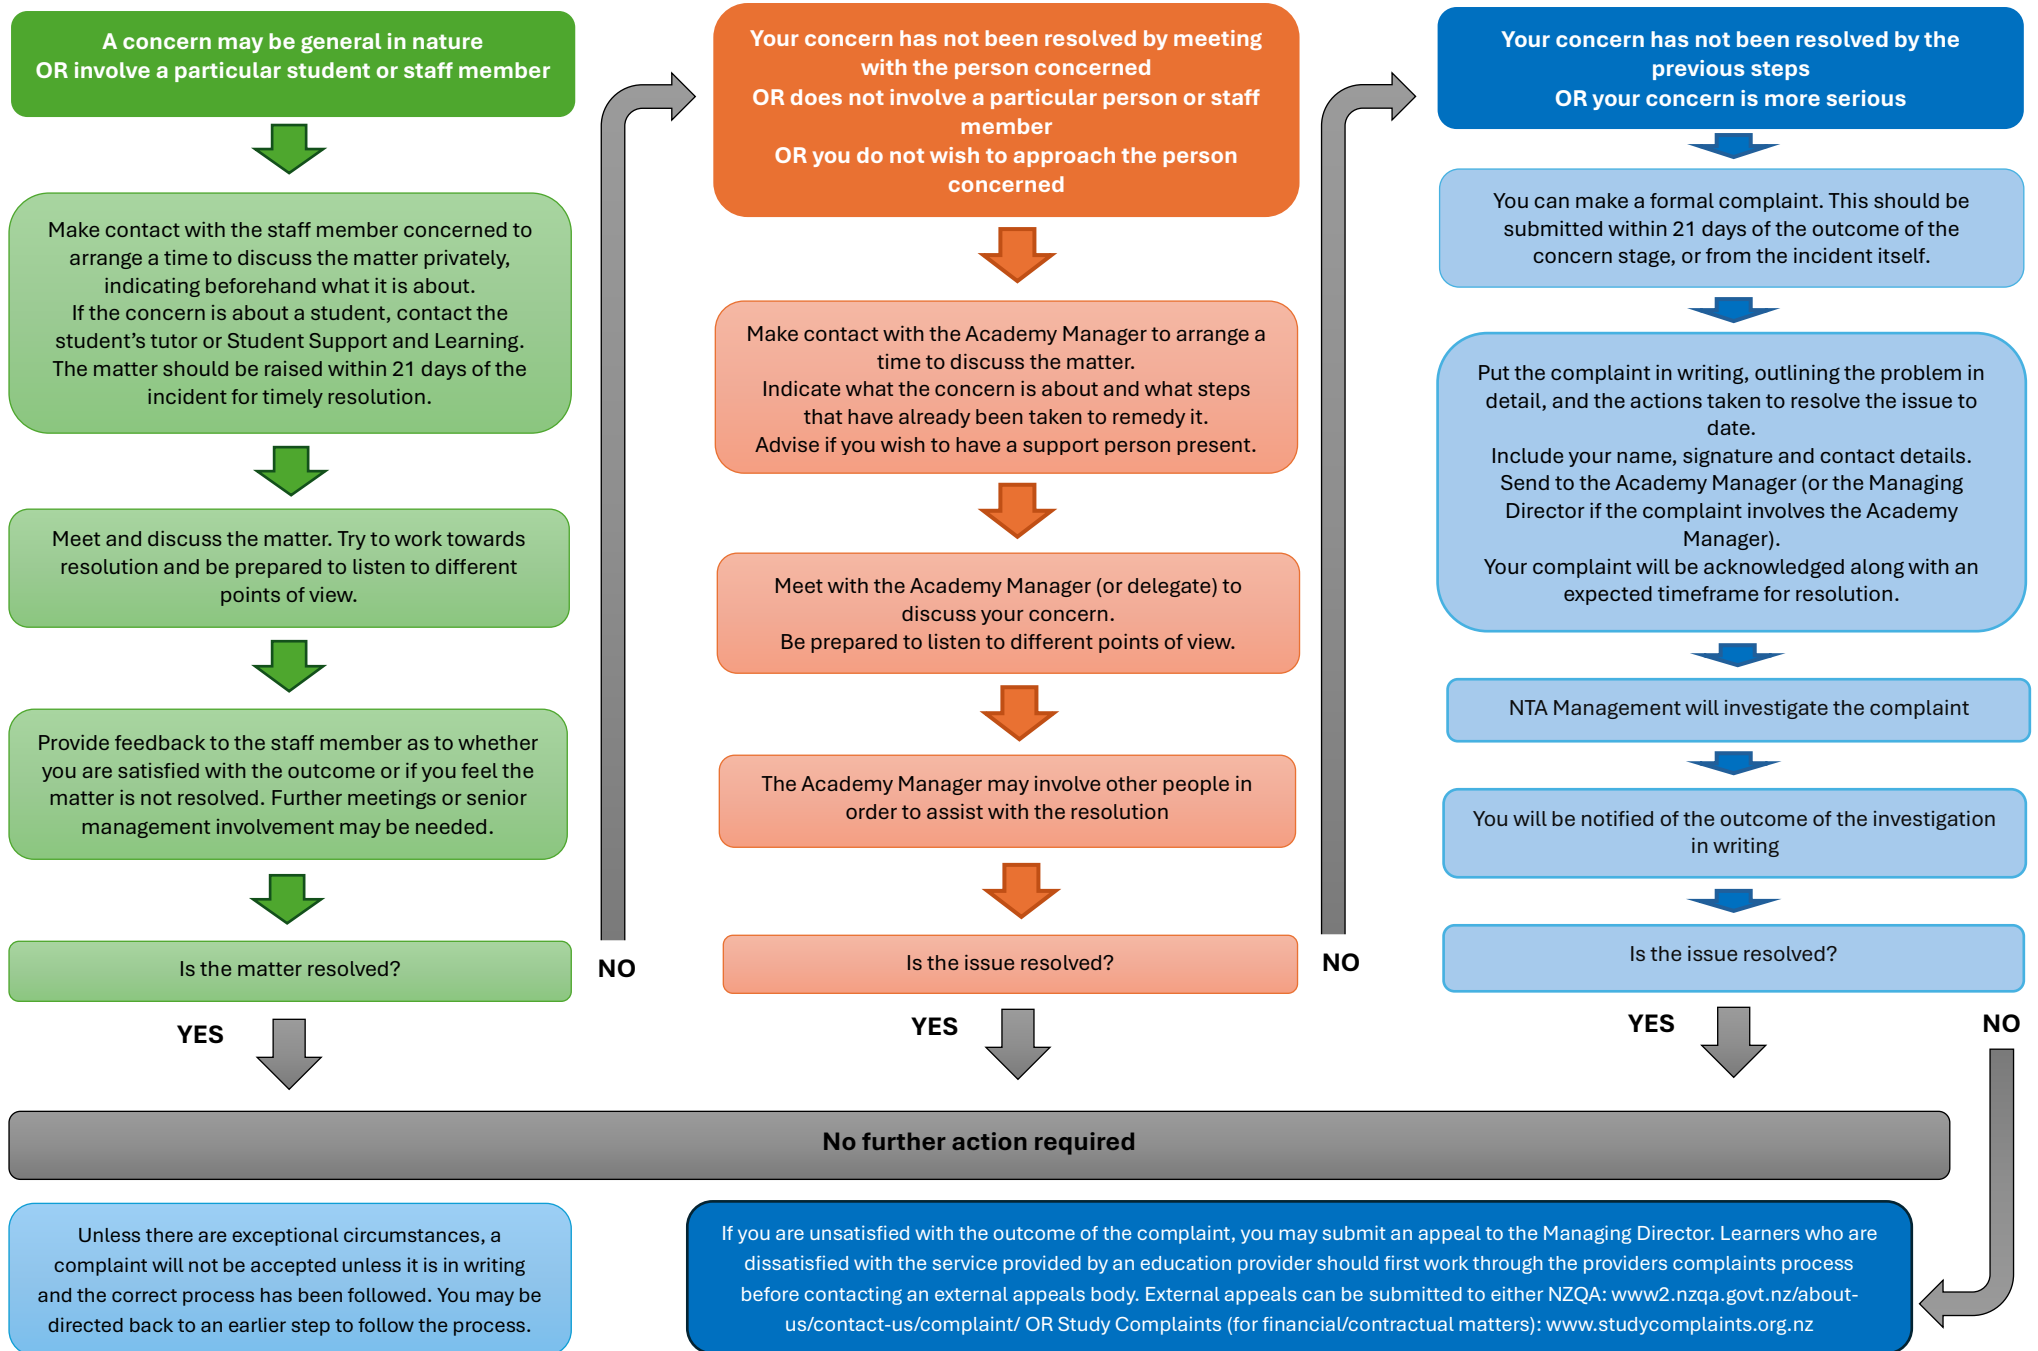 A concern may be general in nature
OR involve a particular student or staff member
Make contact with the staff member concerned to
arrange a time to discuss the matter privately,
indicating beforehand what it is about.
If the concern is about a student, contact the
student’s tutor or Student Support and Learning.
The matter should be raised within 21 days of the
incident for timely resolution.
Meet and discuss the matter. Try to work towards
resolution and be prepared to listen to different
points of view.
Provide feedback to the staff member as to whether
you are satisfied with the outcome or if you feel the
matter is not resolved. Further meetings or senior
management involvement may be needed.
Is the matter resolved?
NO
YES
Your concern has not been resolved by meeting
with the person concerned
OR does not involve a particular person or staff
member
OR you do not wish to approach the person
concerned
Make contact with the Academy Manager to arrange a
time to discuss the matter.
Indicate what the concern is about and what steps
that have already been taken to remedy it.
Advise if you wish to have a support person present.
Meet with the Academy Manager (or delegate) to
discuss your concern.
Be prepared to listen to different points of view.
The Academy Manager may involve other people in
order to assist with the resolution
Is the issue resolved?
NO
YES
Your concern has not been resolved by the
previous steps
OR your concern is more serious
You can make a formal complaint. This should be
submitted within 21 days of the outcome of the
concern stage, or from the incident itself.
Put the complaint in writing, outlining the problem in
detail, and the actions taken to resolve the issue to
date.
Include your name, signature and contact details.
Send to the Academy Manager (or the Managing
Director if the complaint involves the Academy
Manager).
Your complaint will be acknowledged along with an
expected timeframe for resolution.
NTA Management will investigate the complaint
You will be notified of the outcome of the investigation
in writing
Is the issue resolved?
YES
NO
No further action required
Unless there are exceptional circumstances, a
complaint will not be accepted unless it is in writing
and the correct process has been followed. You may be
directed back to an earlier step to follow the process.
If you are unsatisfied with the outcome of the complaint, you may submit an appeal to the Managing Director. Learners who are
dissatisfied with the service provided by an education provider should first work through the providers complaints process
before contacting an external appeals body. External appeals can be submitted to either NZQA: www2.nzqa.govt.nz/about-
us/contact-us/complaint/ OR Study Complaints (for financial/contractual matters): www.studycomplaints.org.nz